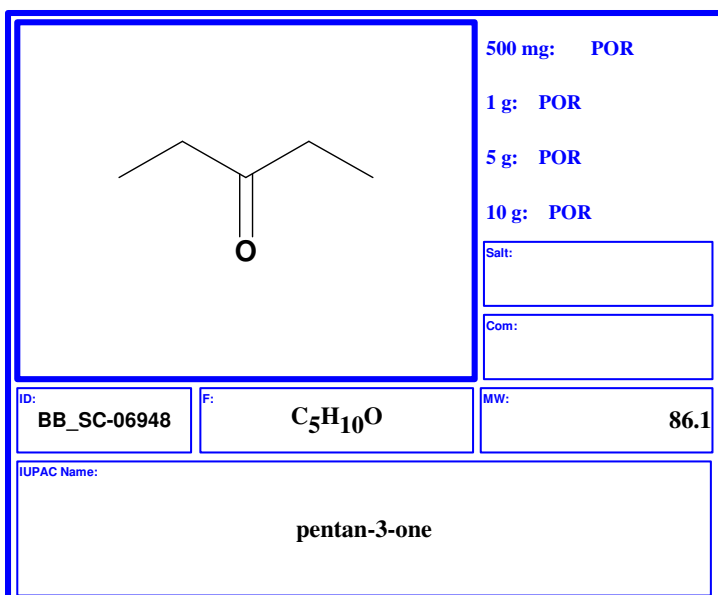 500 mg: POR
1 g: POR
5 g: POR
10 g: POR
O
Salt:
Com:
ID:
BB_SC-06948
F:
C5H10O
MW:
86.1
IUPAC Name:
pentan-3-one